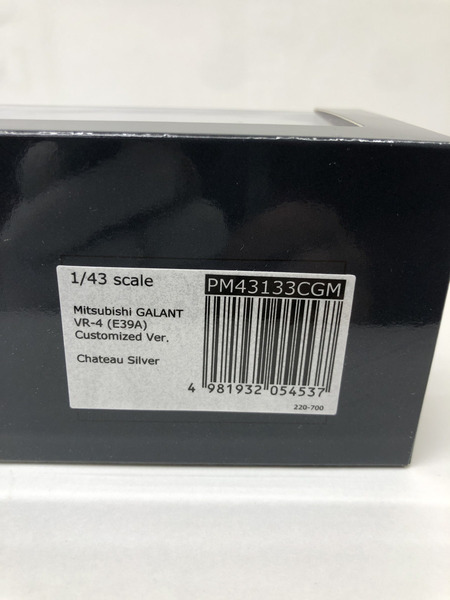 1/43 scale
PM43133CGM
Mitsubishi GALANT
VR-4 (E39A)
Customized Ver.
Chateau Silver
4 981932 054537
220-700